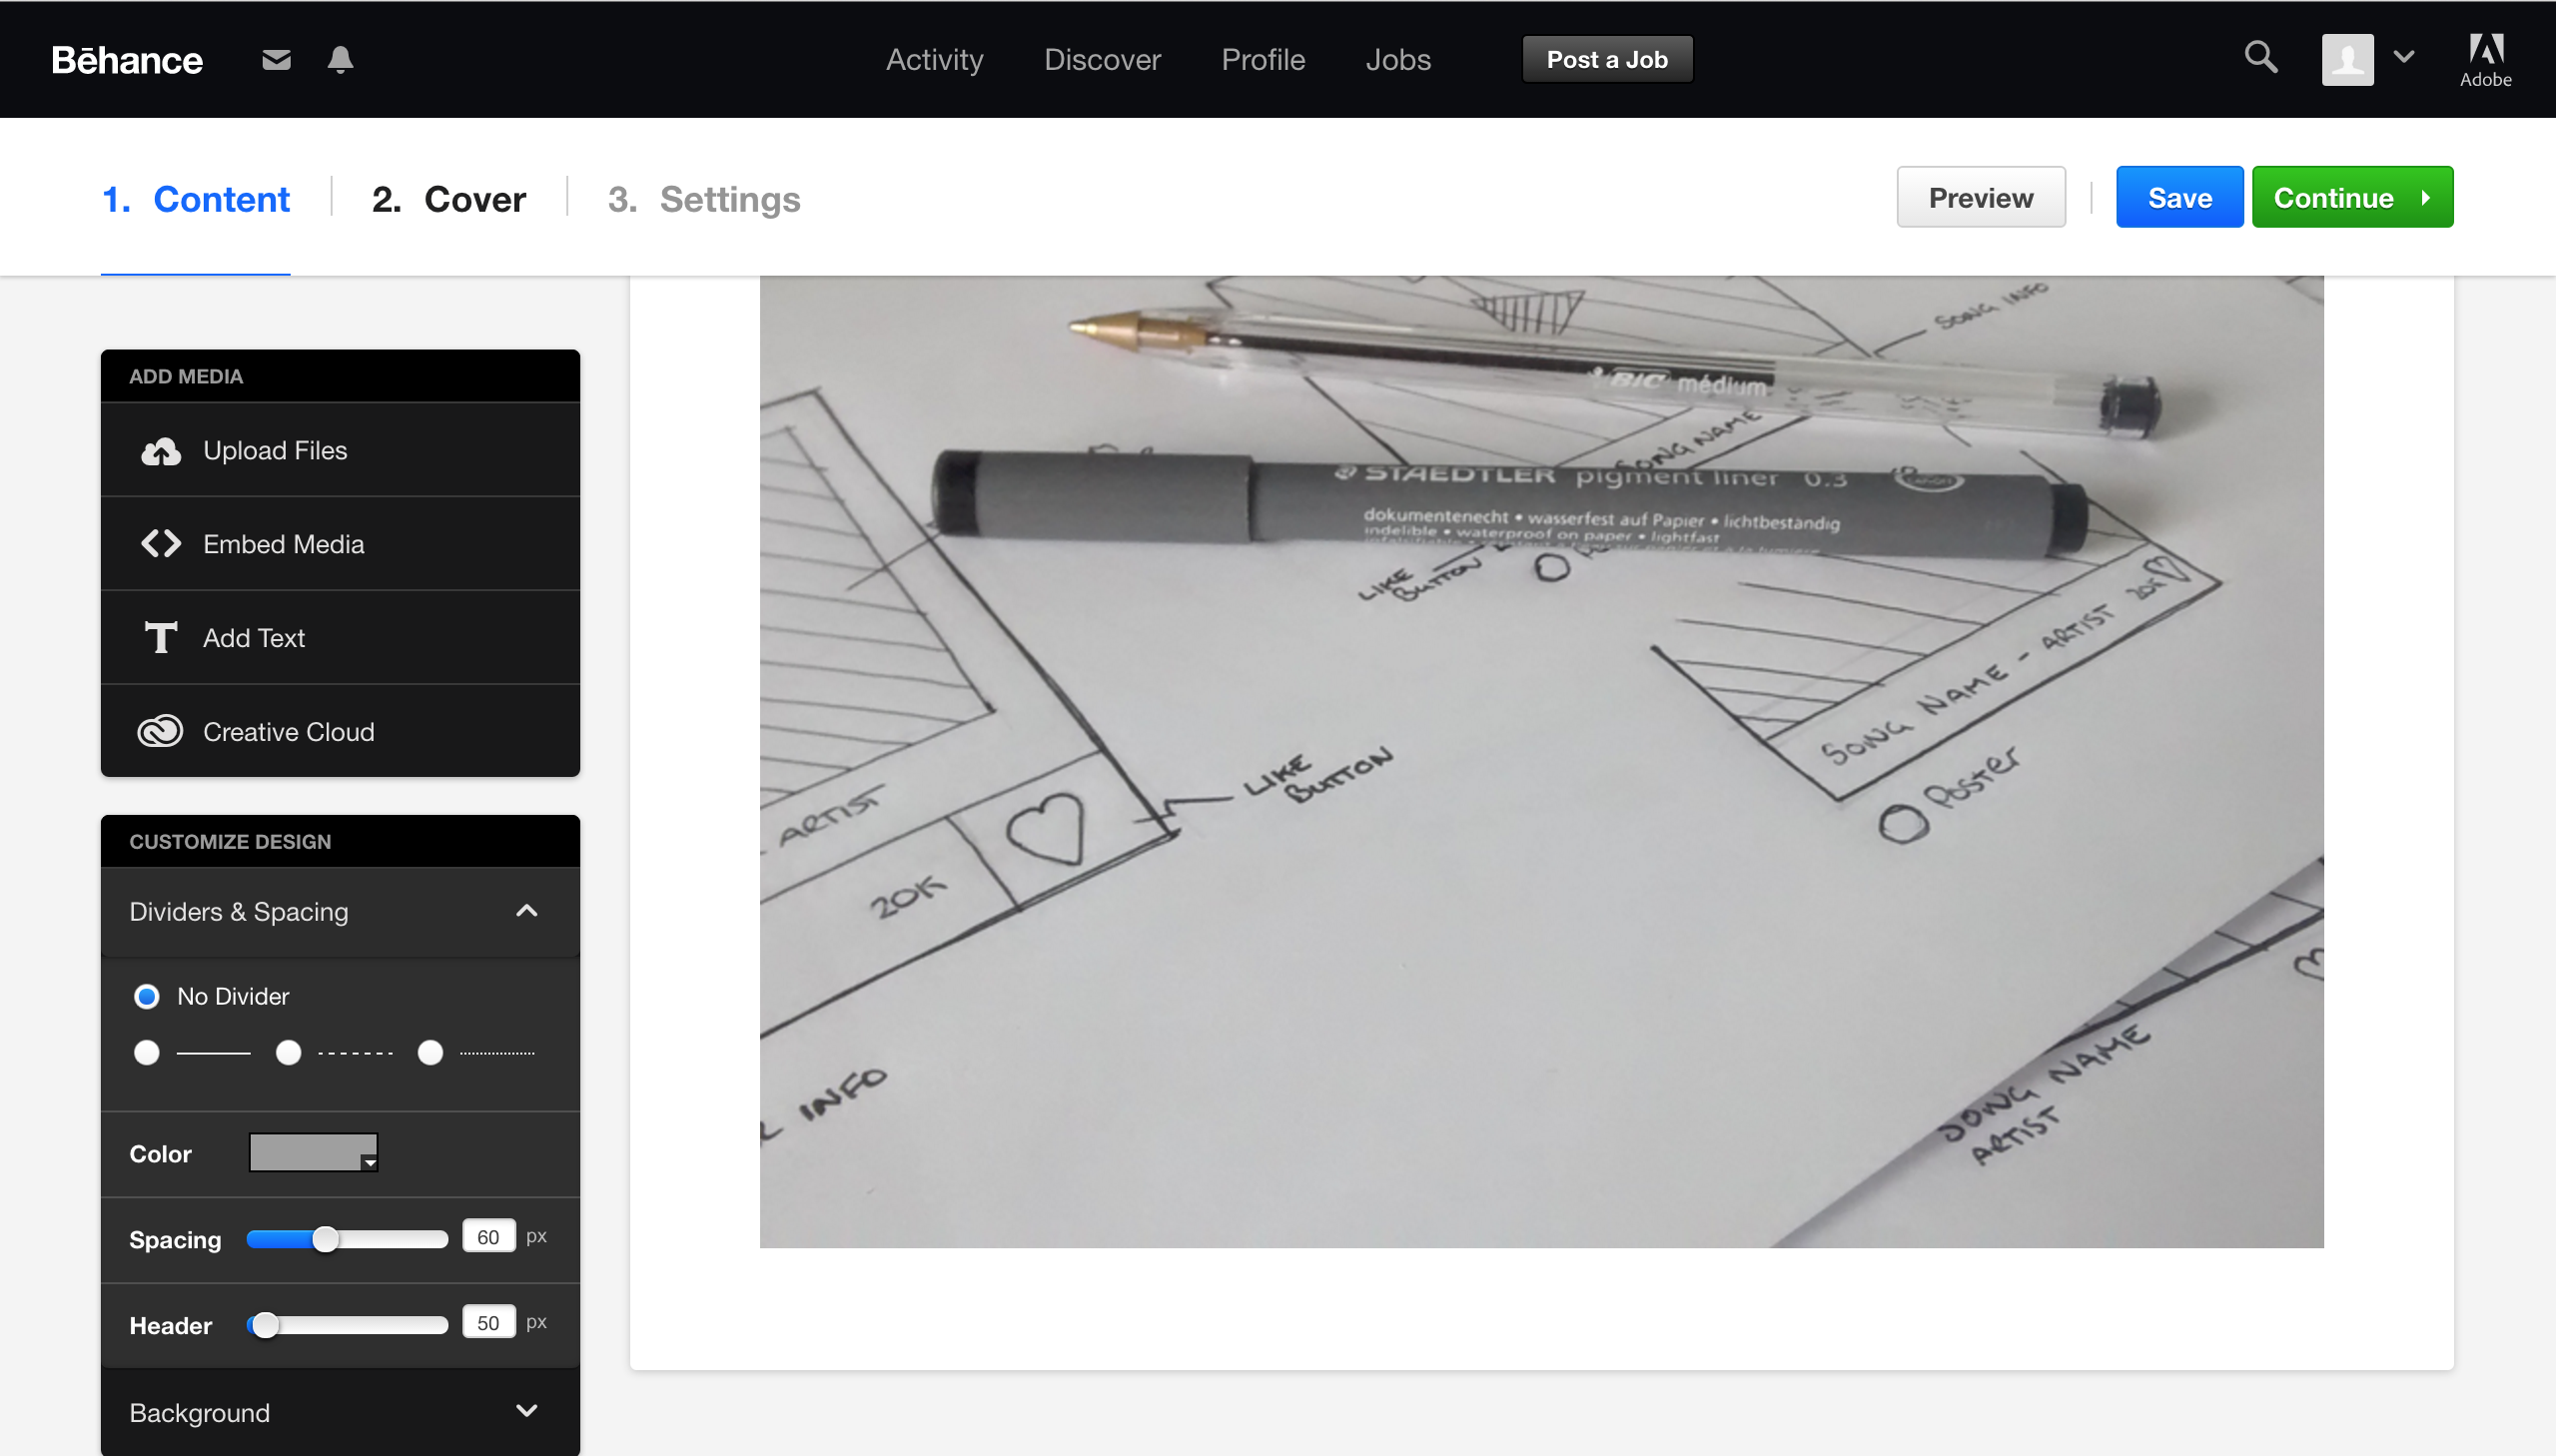 Bēhance
Activity
Discover
Profile
Jobs
Post a Job
Adobe
1. Content
2. Cover
3. Settings
Preview
Save
Continue
ADD MEDIA
Upload Files
Embed Media
Add Text
Creative Cloud
CUSTOMIZE DESIGN
Dividers & Spacing
No Divider
Color
Spacing 60 px
Header 50 px
Background
SONG INFO
BIC médium
SONG NAME
STAEDTLER pigment liner 0.3
dokumentenecht • wasserfest auf Papier • lichtbeständig
indelible • waterproof on paper • lightfast
LIKE
BUTTON
SONG NAME - ARTIST 20K
Poster
LIKE
BUTTON
ARTIST
20K
INFO
SONG NAME
ARTIST